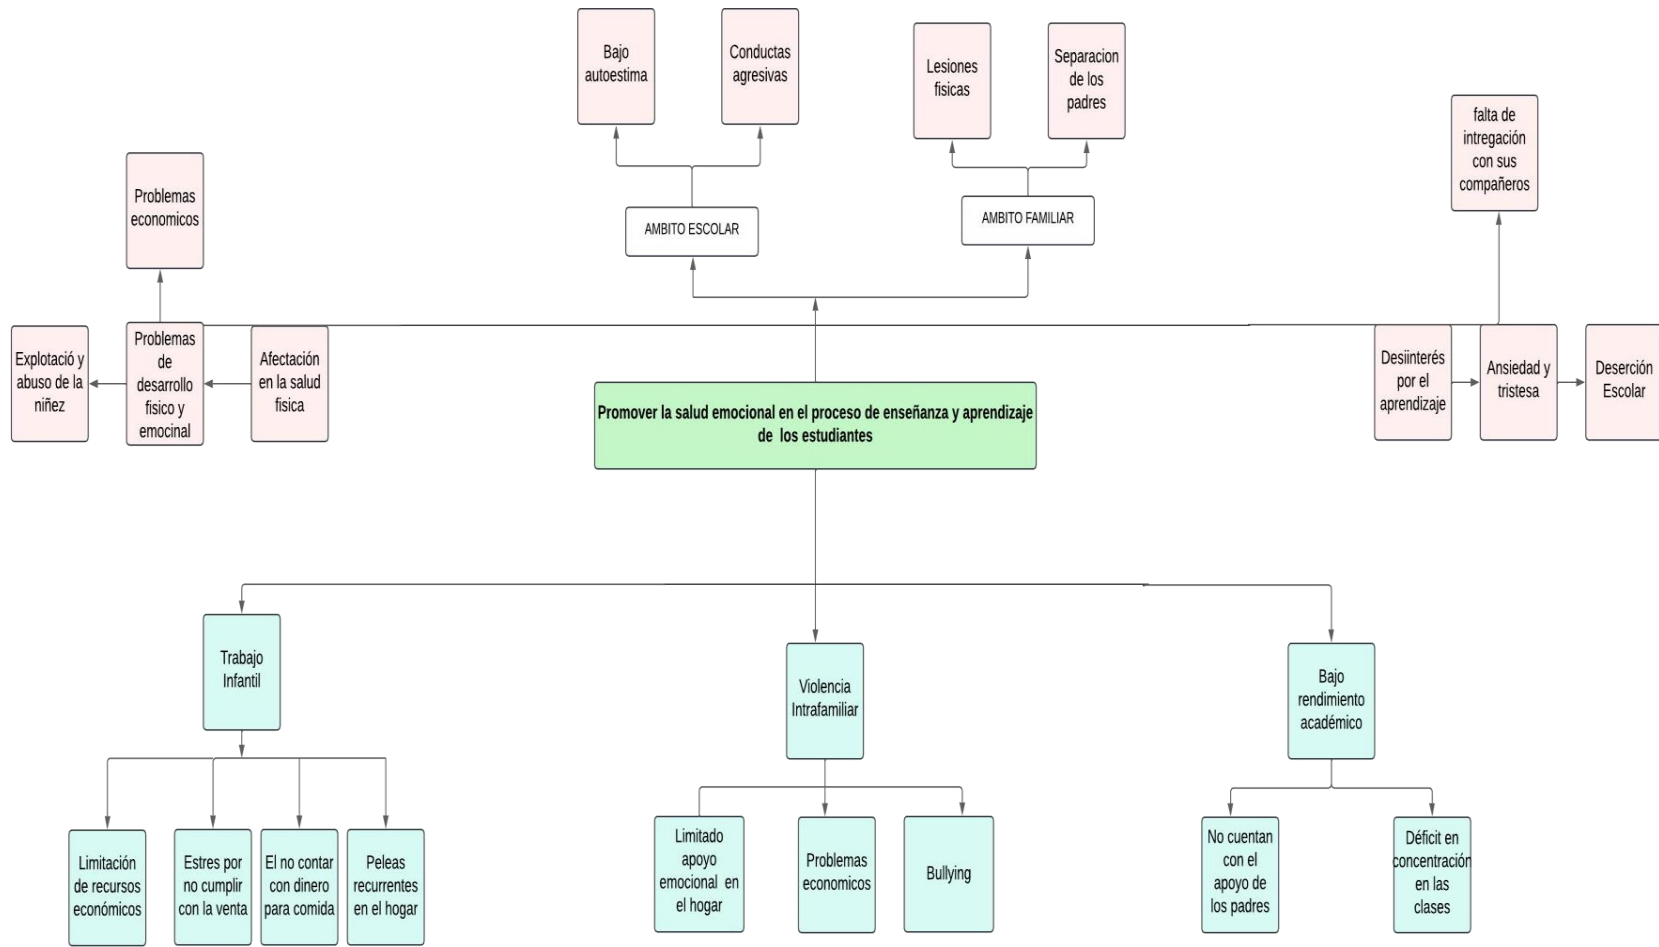 Bajo
autoestima
Conductas
agresivas
Lesiones
fisicas
Separacion
de los
padres
falta de
intregación
con sus
compañeros
Problemas
economicos
AMBITO ESCOLAR
AMBITO FAMILIAR
Explotació y
abuso de la
niñez
Problemas
de
desarrollo
fisico y
emocinal
Afectación
en la salud
fisica
Desiinterés
por el
aprendizaje
Ansiedad y
tristesa
Deserción
Escolar
Promover la salud emocional en el proceso de enseñanza y aprendizaje
de los estudiantes
Trabajo
Infantil
Violencia
Intrafamiliar
Bajo
rendimiento
académico
Limitación
de recursos
económicos
Estres por
no cumplir
con la venta
El no contar
con dinero
para comida
Peleas
recurrentes
en el hogar
Limitado
apoyo
emocional en
el hogar
Problemas
economicos
Bullying
No cuentan
con el
apoyo de
los padres
Déficit en
concentración
en las
clases